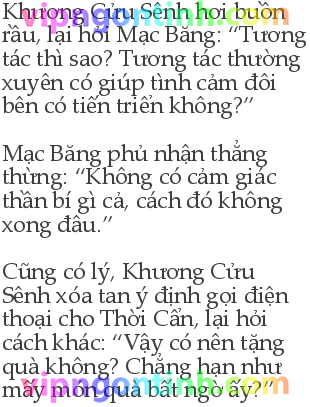 Khương Cửu Sênh hơi buồn
rầu, lại hỏi Mạc Băng: “Tương
tác thì sao? Tương tác thường
xuyên có giúp tình cảm đôi
bên có tiến triển không?”
Mạc Băng phủ nhận thẳng
thừng: “Không có cảm giác
thần bí gì cả, cách đó không
xong đâu.”
Cũng có lý, Khương Cửu
Sênh xóa tan ý định gọi điện
thoại cho Thời Cẩn, lại hỏi
cách khác: “Vậy có nên tặng
quà không? Chẳng hạn như
mấy món quà bất ngờ ấy?”
vipngontinh.com
vipngontinh.com